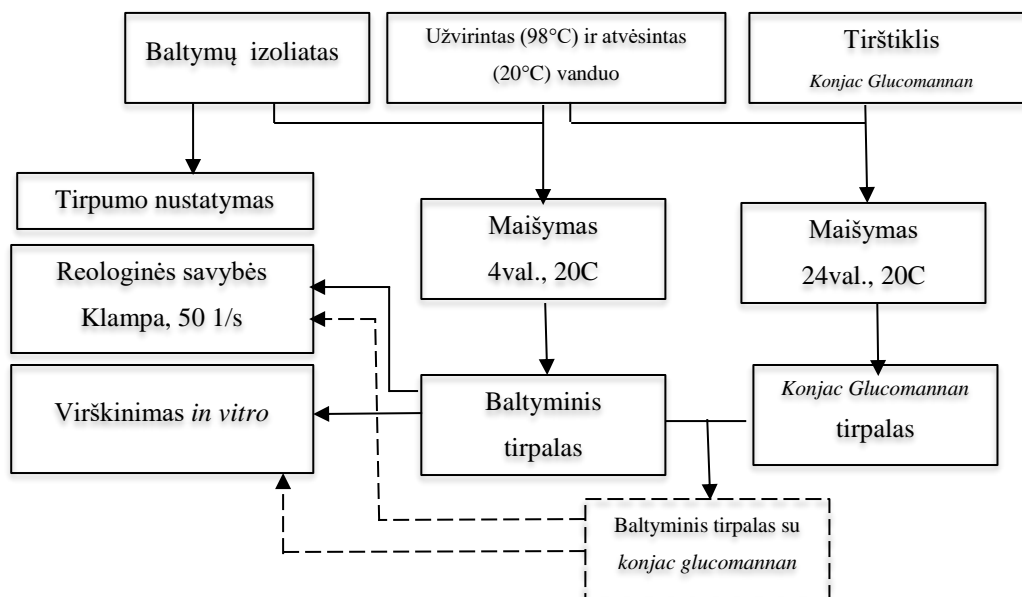 Baltymų izoliatas
Užvirintas (98°C) ir atvėsintas
(20°C) vanduo
Tirštiklis
Konjac Glucomannan
Tirpumo nustatymas
Maišymas
4val., 20C
Maišymas
24val., 20C
Reologinės savybės
Klampa, 50 1/s
Virškinimas in vitro
Baltyminis
tirpalas
Konjac Glucomannan
tirpalas
Baltyminis tirpalas su
konjac glucomannan